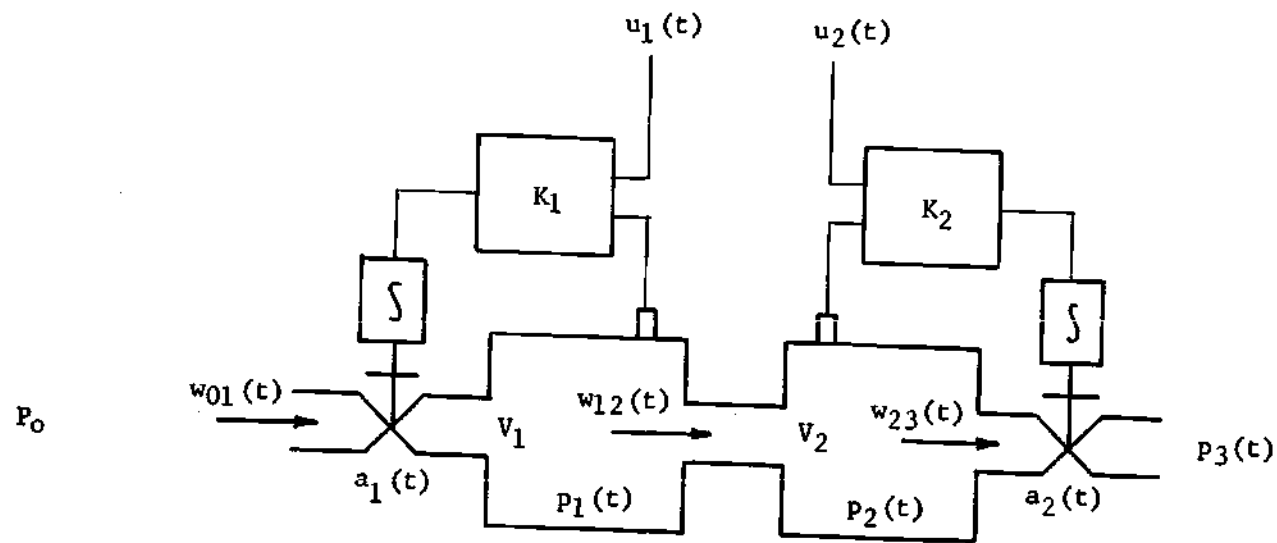 u₁(t)
u₂(t)
K₁
K₂
∫
∫
w₀₁(t)
P₀
w₁₂(t)
w₂₃(t)
V₁
V₂
p₃(t)
a₁(t)
p₁(t)
p₂(t)
a₂(t)